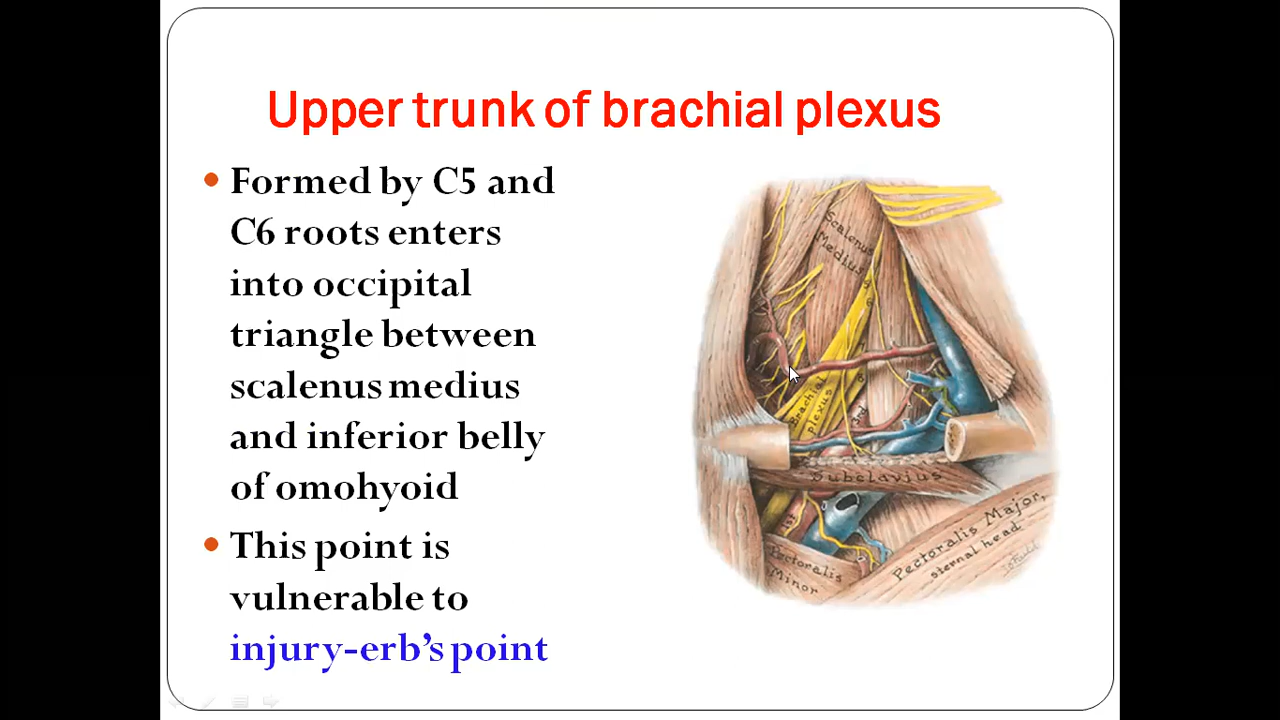 Upper trunk of brachial plexus
• Formed by C5 and
C6 roots enters
into occipital
triangle between
scalenus medius
and inferior belly
of omohyoid
• This point is
vulnerable to
injury-erb's point
Scalenus
Medius
Brachial
plexus
3rd
Subclavius
1st
Pectoralis
Minor
Pectoralis Major,
sternal head